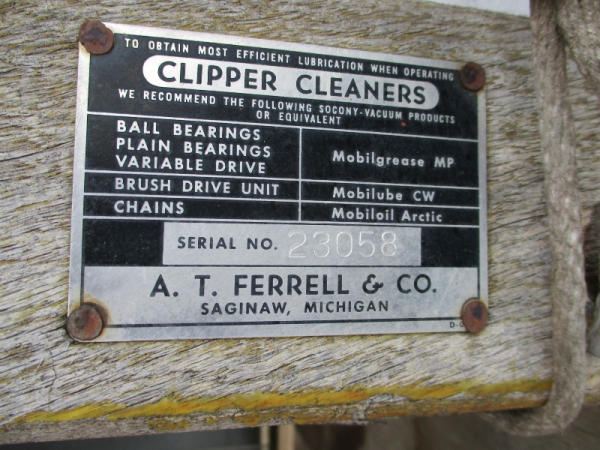 TO OBTAIN MOST EFFICIENT LUBRICATION WHEN OPERATING
CLIPPER CLEANERS
WE RECOMMEND THE FOLLOWING SOCONY-VACUUM PRODUCTS
OR EQUIVALENT
BALL BEARINGS
PLAIN BEARINGS
VARIABLE DRIVE
Mobilgrease MP
BRUSH DRIVE UNIT Mobilube CW
CHAINS Mobiloil Arctic
SERIAL NO. 23058
A. T. FERRELL & CO.
SAGINAW, MICHIGAN